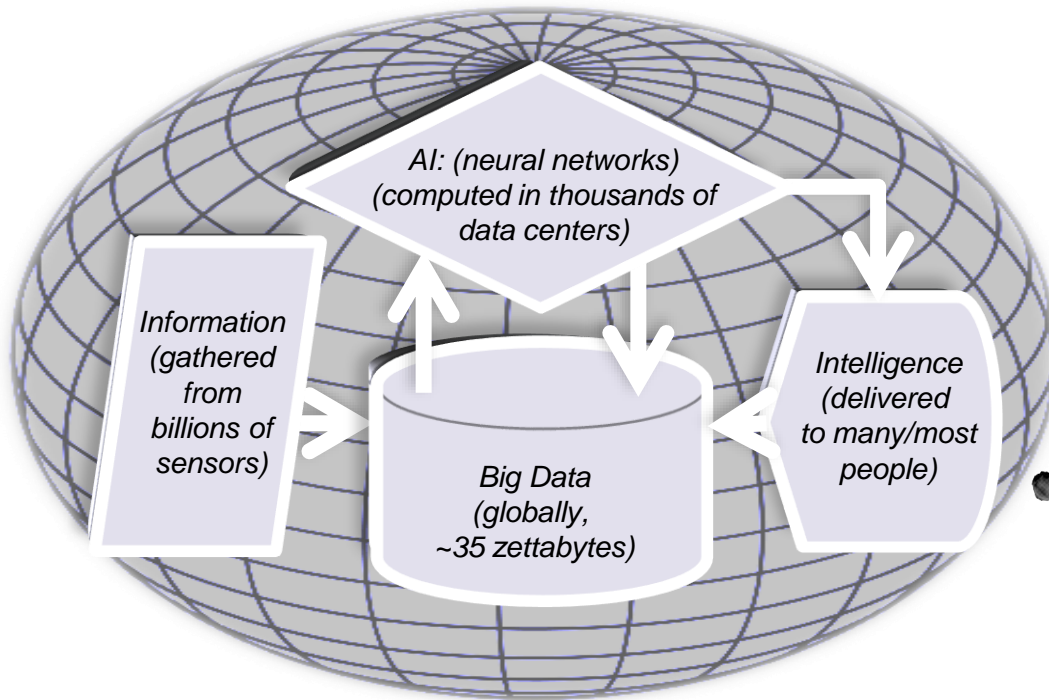 AI: (neural networks)
(computed in thousands of
data centers)
Information
(gathered
from
billions of
sensors)
Big Data
(globally,
~35 zettabytes)
Intelligence
(delivered
to many/most
people)